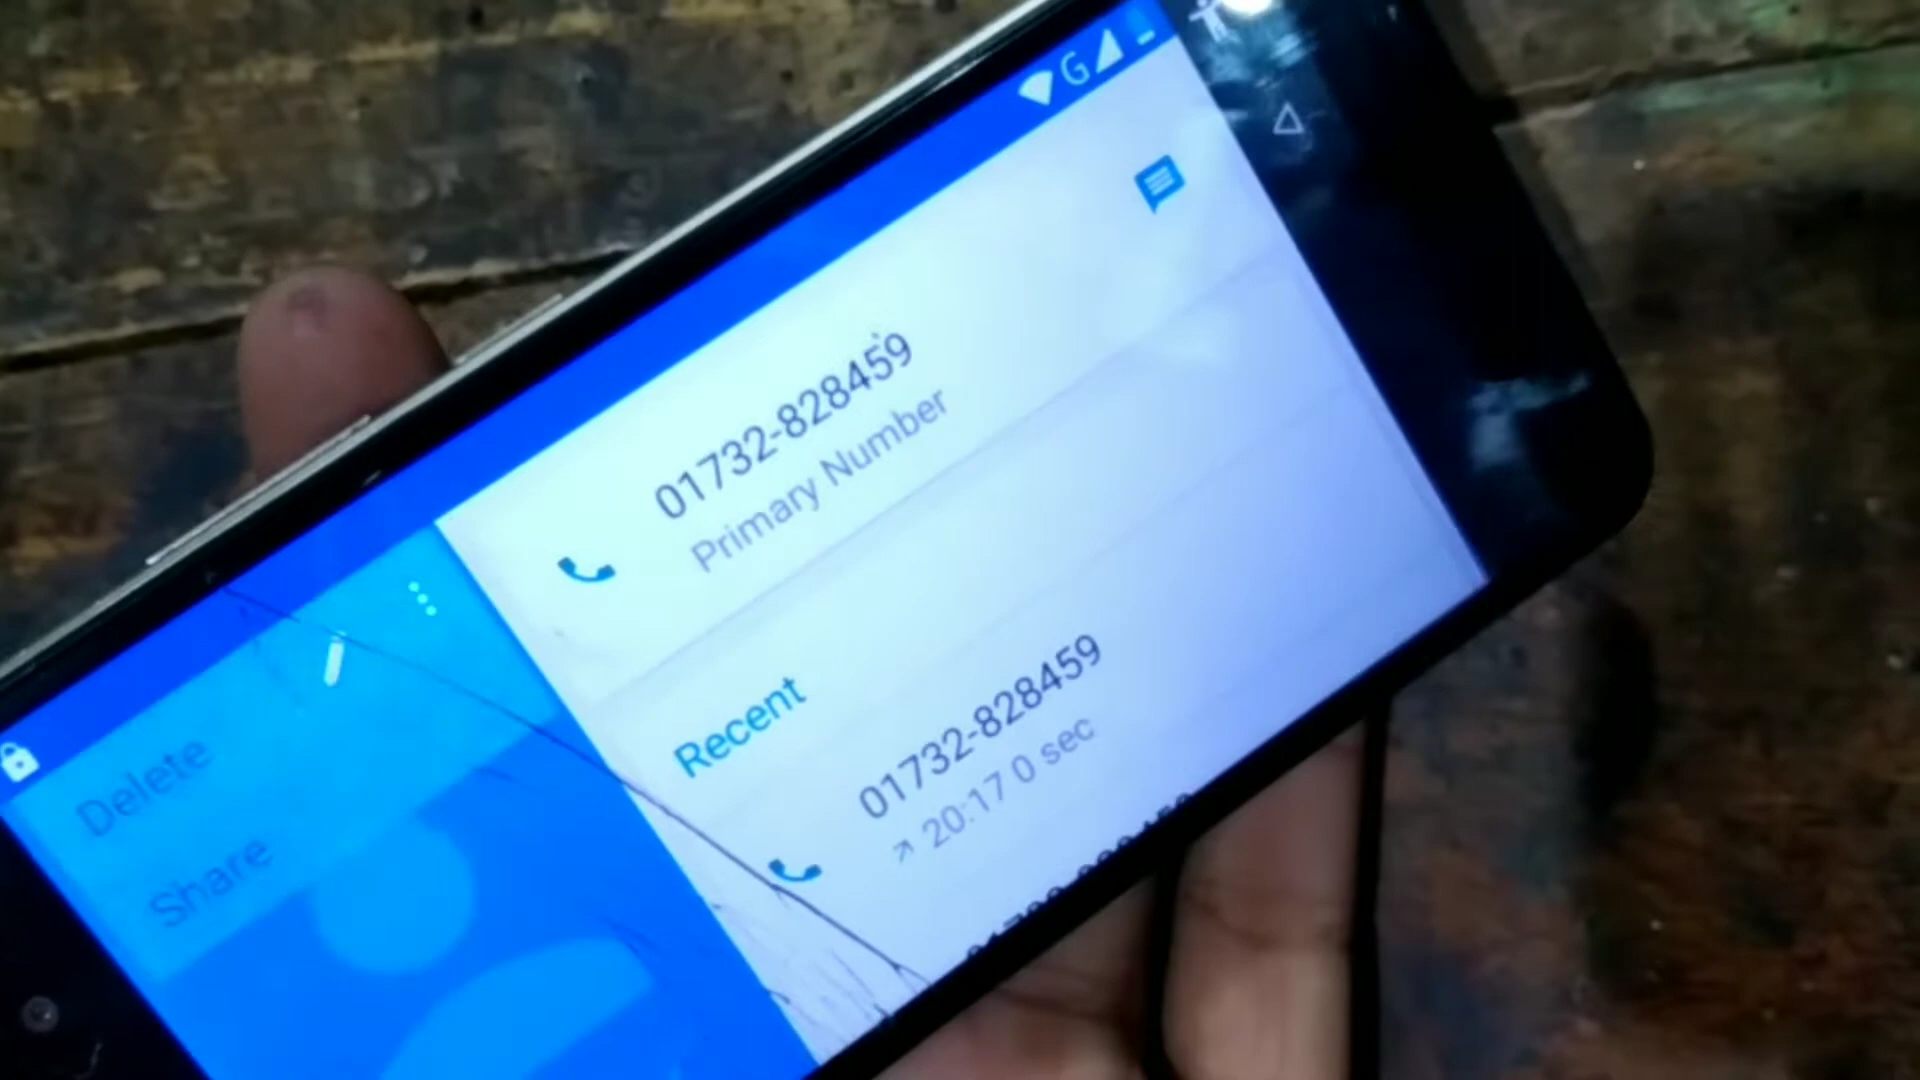 G
Delete
Share
01732-828459
Primary Number
Recent
01732-828459
↗ 20:17 0 sec